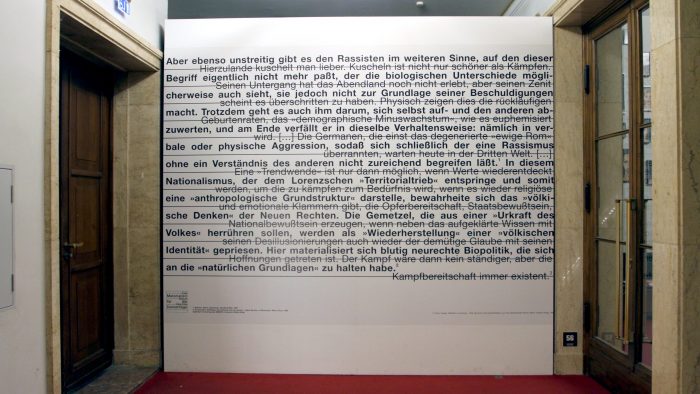 Aber ebenso unstreitig gibt es den Rassisten im weiteren Sinne, auf den dieser
Hierzulande kuschelt man lieber. Kuscheln ist nicht nur schöner als Kämpfen.
Begriff eigentlich nicht mehr paßt, der die biologischen Unterschiede mögli-
Seinen Untergang hat das Abendland noch nicht erlebt, aber seinen Zenit
cherweise auch sieht, sie jedoch nicht zur Grundlage seiner Beschuldigungen
scheint es überschritten zu haben. Physisch zeigen dies die rückläufigen
macht. Trotzdem geht es auch ihm darum, sich selbst auf- und den anderen ab-
Geburtenraten, das »demographische Minuswachstum«, wie es euphemisiert
zuwerten, und am Ende verfällt er in dieselbe Verhaltensweise: nämlich in ver-
wird. [...] Die Germanen, die einst das degenerierte »ewige Rom«
bale oder physische Aggression, sodaß sich schließlich der eine Rassismus
überrannten, warten heute in der Dritten Welt. [...]
ohne ein Verständnis des anderen nicht zureichend begreifen läßt. In diesem
Eine »Trendwende« ist nur dann möglich, wenn Werte wiederentdeckt
Nationalismus, der dem Lorenzschen »Territorialtrieb« entspringe und somit
werden, um die zu kämpfen zum Bedürfnis wird, wenn es wieder religiöse
eine »anthropologische Grundstruktur« darstelle, bewahrheite sich das »völki-
und emotionale Klammern gibt, die Opferbereitschaft, Staatsbewußtsein,
sche Denken« der Neuen Rechten. Die Gemetzel, die aus einer »Urkraft des
Nationalbewußtsein erzeugen, wenn neben das aufgeklärte Wissen mit
Volkes« herrühren sollen, werden als »Wiederherstellung« einer »völkischen
seinen Desillusionierungen auch wieder der demütige Glaube mit seinen
Identität« gepriesen. Hier materialisiert sich blutig neurechte Biopolitik, die sich
Hoffnungen getreten ist. Der Kampf wäre dann kein ständiger, aber die
an die »natürlichen Grundlagen« zu halten habe.
Kampfbereitschaft immer existent.
56